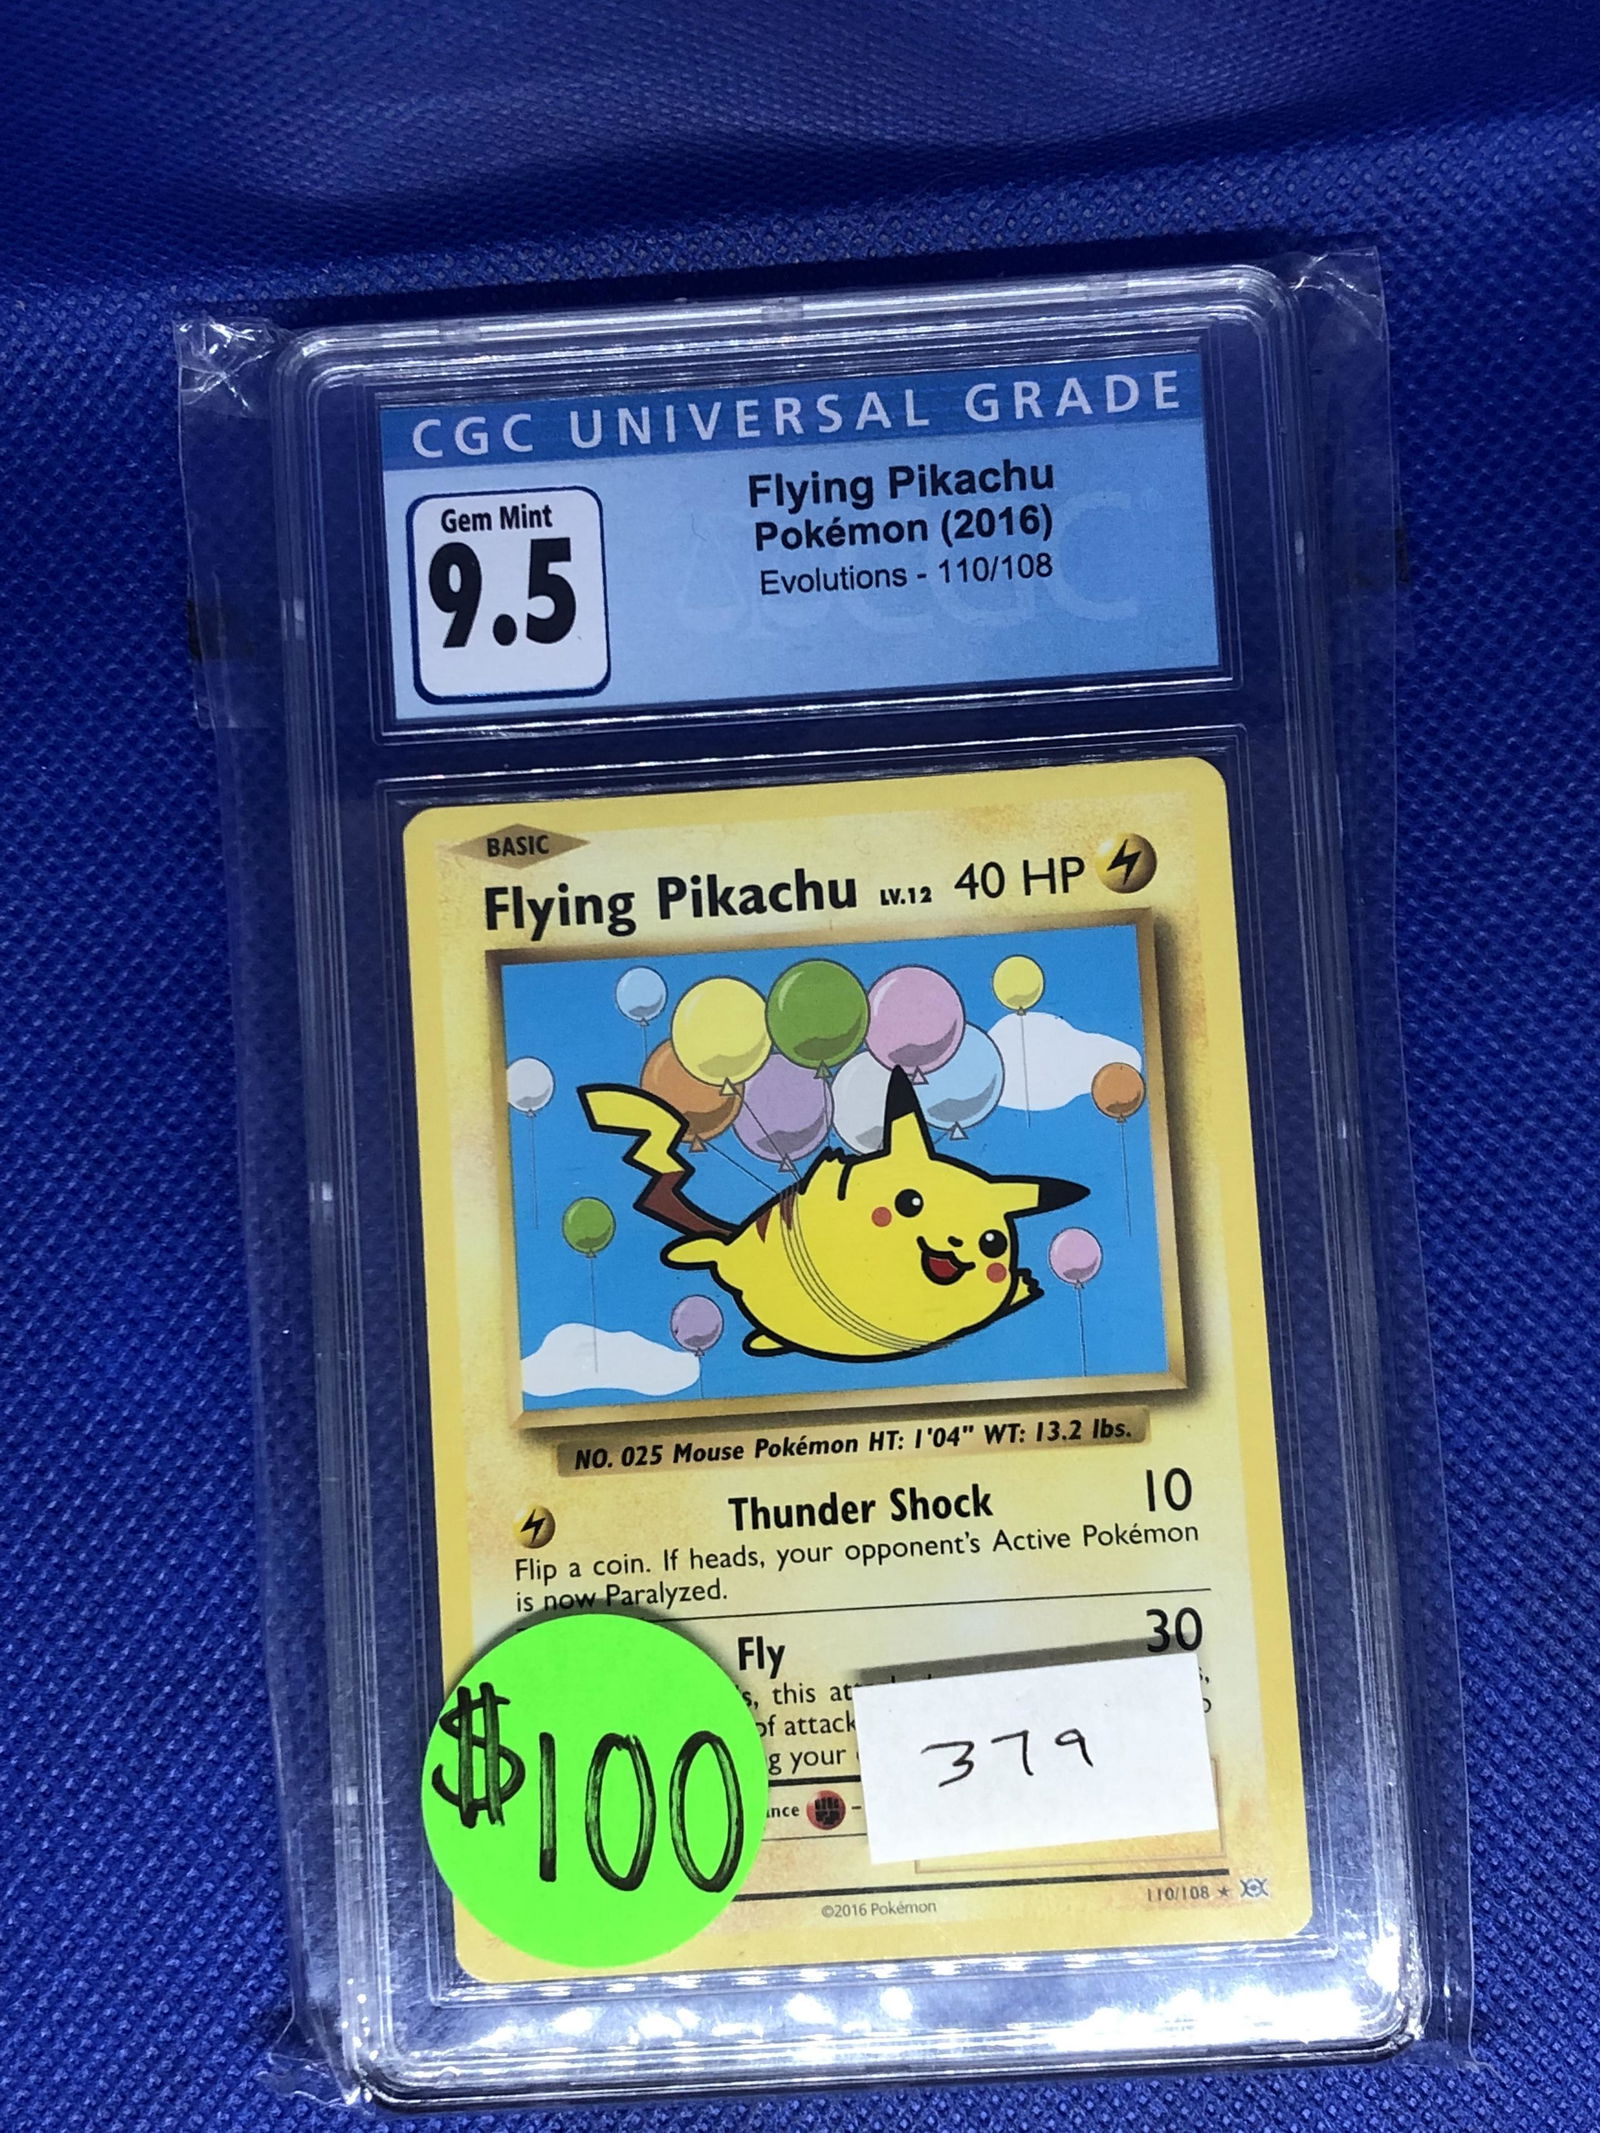 CGC UNIVERSAL GRADE
Gem Mint
9.5
Flying Pikachu
Pokémon (2016)
Evolutions - 110/108
CGC
BASIC
Flying Pikachu LV.12 40 HP
NO. 025 Mouse Pokémon HT: 1'04" WT: 13.2 lbs.
Thunder Shock 10
Flip a coin. If heads, your opponent's Active Pokémon
is now Paralyzed.
Fly 30
this
of attack
your
$100
379
©2016 Pokémon
110/108